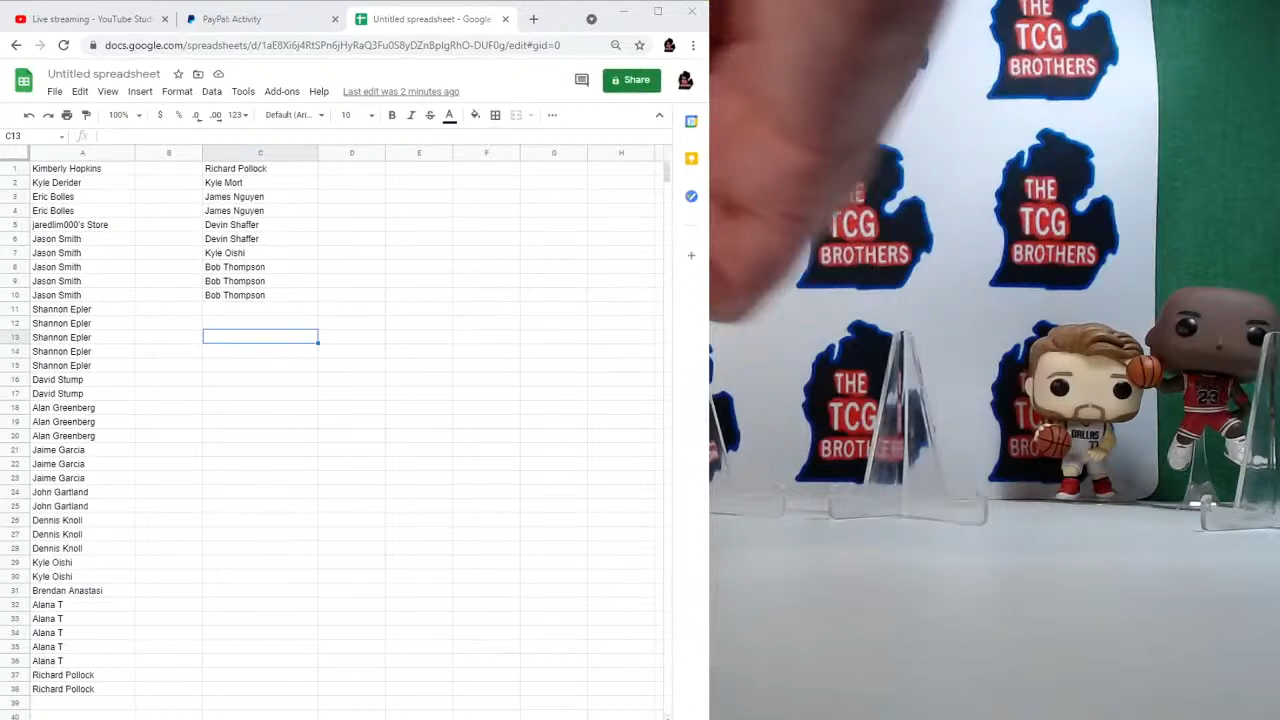 Live streaming - YouTube Stud
PayPal: Activity
Untitled spreadsheet - Google
Untitled spreadsheet
File Edit View Insert Format Data Tools Add-ons Help Last edit was 2 minutes ago
Share
100% $ % .0 .00 123 Default (Ari... 10 B I S A
C13 fx
A B C D E F G H
1 Kimberly Hopkins Richard Pollock
2 Kyle Derider Kyle Mort
3 Eric Bolles James Nguyen
4 Eric Bolles James Nguyen
5 jaredlim000's Store Devin Shaffer
6 Jason Smith Devin Shaffer
7 Jason Smith Kyle Oishi
8 Jason Smith Bob Thompson
9 Jason Smith Bob Thompson
10 Jason Smith Bob Thompson
11 Shannon Epler
12 Shannon Epler
13 Shannon Epler
14 Shannon Epler
15 Shannon Epler
16 David Stump
17 David Stump
18 Alan Greenberg
19 Alan Greenberg
20 Alan Greenberg
21 Jaime Garcia
22 Jaime Garcia
23 Jaime Garcia
24 John Gartland
25 John Gartland
26 Dennis Knoll
27 Dennis Knoll
28 Dennis Knoll
29 Kyle Oishi
30 Kyle Oishi
31 Brendan Anastasi
32 Alana T
33 Alana T
34 Alana T
35 Alana T
36 Alana T
37 Richard Pollock
38 Richard Pollock
39
40
THE
TCG
BROTHERS
TCG
BROTHERS
THE
TCG
BROTHERS
THE
TCG
THE
TCG
BROTHERS
DALLAS
77
23